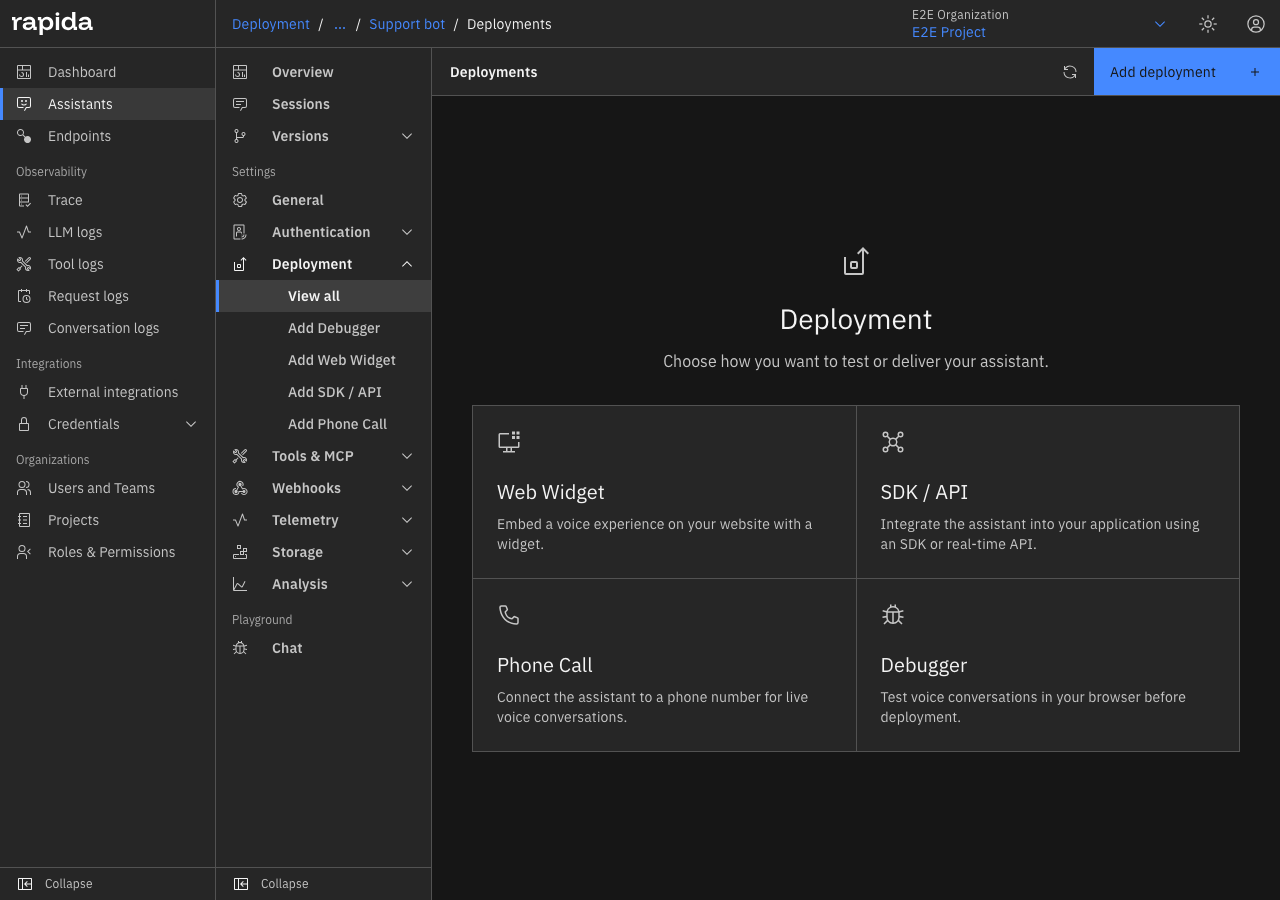 rapida
Deployment / ... / Support bot / Deployments
E2E Organization
E2E Project
Dashboard
Assistants
Endpoints
Observability
Trace
LLM logs
Tool logs
Request logs
Conversation logs
Integrations
External integrations
Credentials
Organizations
Users and Teams
Projects
Roles & Permissions
Collapse
Overview
Sessions
Versions
Settings
General
Authentication
Deployment
View all
Add Debugger
Add Web Widget
Add SDK / API
Add Phone Call
Tools & MCP
Webhooks
Telemetry
Storage
Analysis
Playground
Chat
Collapse
Deployments
Add deployment +
Deployment
Choose how you want to test or deliver your assistant.
Web Widget
Embed a voice experience on your website with a
widget.
SDK / API
Integrate the assistant into your application using
an SDK or real-time API.
Phone Call
Connect the assistant to a phone number for live
voice conversations.
Debugger
Test voice conversations in your browser before
deployment.